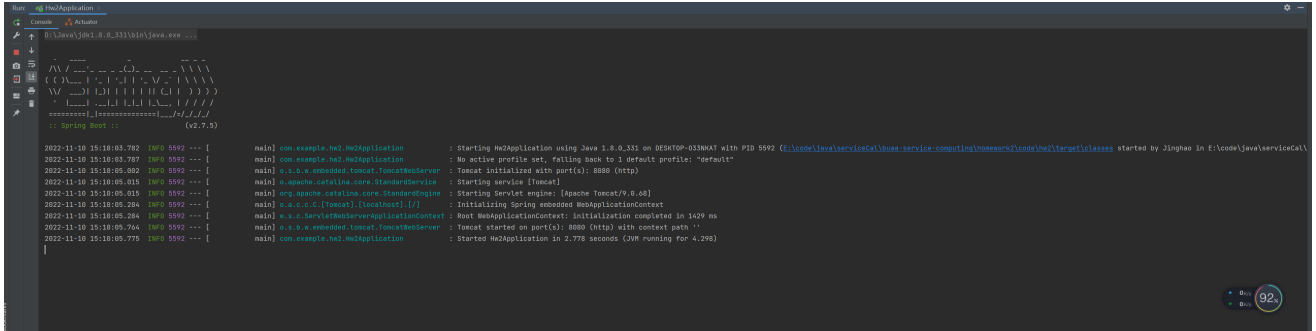 Run: Hw2Application ×
Console Actuator
D:\Java\jdk1.8.0_331\bin\java.exe ...
:: Spring Boot :: (v2.7.5)
2022-11-10 15:10:03.782 INFO 5592 --- [ main] com.example.hw2.Hw2Application : Starting Hw2Application using Java 1.8.0_331 on DESKTOP-033NKAT with PID 5592 (E:\code\java\serviceCal\buaa-service-computing\homework2\code\hw2\target\classes started by Jinghao in E:\code\java\serviceCal\
2022-11-10 15:10:03.787 INFO 5592 --- [ main] com.example.hw2.Hw2Application : No active profile set, falling back to 1 default profile: "default"
2022-11-10 15:10:05.002 INFO 5592 --- [ main] o.s.b.w.embedded.tomcat.TomcatWebServer : Tomcat initialized with port(s): 8080 (http)
2022-11-10 15:10:05.015 INFO 5592 --- [ main] o.apache.catalina.core.StandardService : Starting service [Tomcat]
2022-11-10 15:10:05.015 INFO 5592 --- [ main] org.apache.catalina.core.StandardEngine : Starting Servlet engine: [Apache Tomcat/9.0.68]
2022-11-10 15:10:05.284 INFO 5592 --- [ main] o.a.c.c.C.[Tomcat].[localhost].[/] : Initializing Spring embedded WebApplicationContext
2022-11-10 15:10:05.284 INFO 5592 --- [ main] w.s.c.ServletWebServerApplicationContext : Root WebApplicationContext: initialization completed in 1429 ms
2022-11-10 15:10:05.764 INFO 5592 --- [ main] o.s.b.w.embedded.tomcat.TomcatWebServer : Tomcat started on port(s): 8080 (http) with context path ''
2022-11-10 15:10:05.775 INFO 5592 --- [ main] com.example.hw2.Hw2Application : Started Hw2Application in 2.778 seconds (JVM running for 4.298)
92%